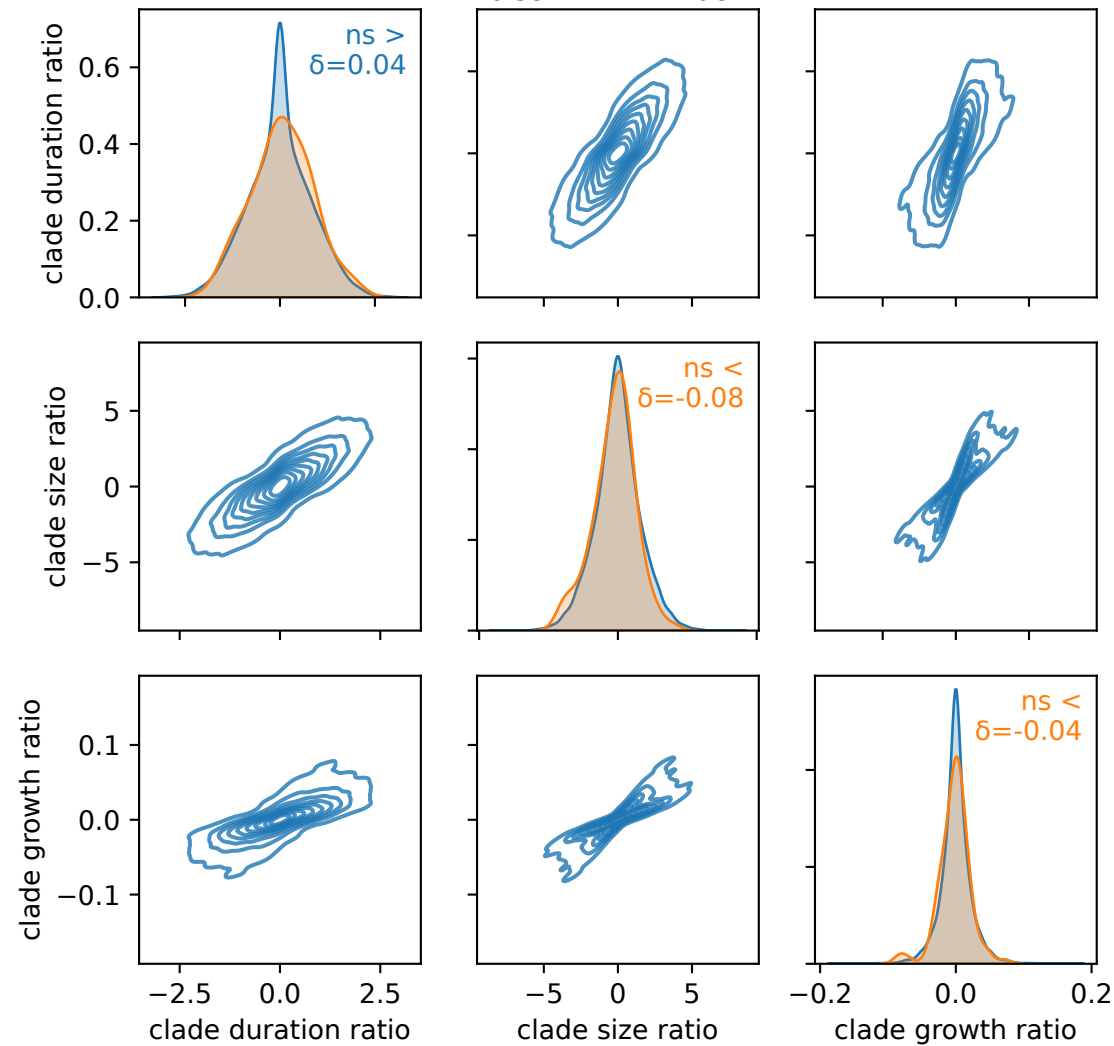 clade duration ratio
0.6
0.4
0.2
0.0
ns >
δ=0.04
clade size ratio
5
0
−5
ns <
δ=-0.08
clade growth ratio
0.1
0.0
−0.1
ns <
δ=-0.04
−2.5 0.0 2.5
−5 0 5
−0.2 0.0 0.2
clade duration ratio
clade size ratio
clade growth ratio